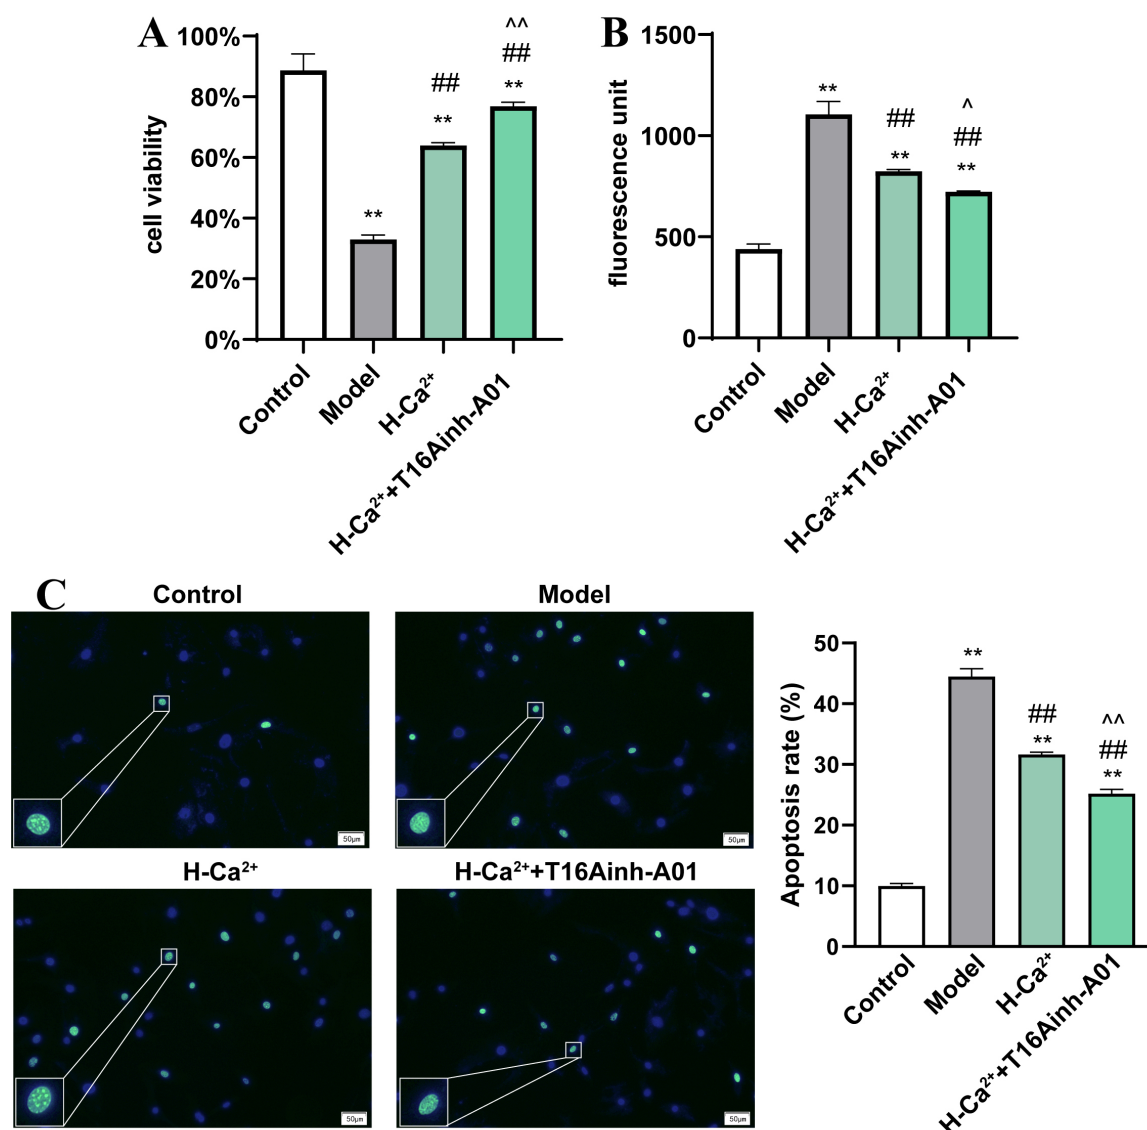 A
cell viability
100%
80%
60%
40%
20%
0%
**
##
**
^^
##
**
Control
Model
H-Ca²⁺
H-Ca²⁺+T16Ainh-A01
B
fluorescence unit
1500
1000
500
0
**
##
**
^
##
**
Control
Model
H-Ca²⁺
H-Ca²⁺+T16Ainh-A01
C
Control
50μm
Model
50μm
H-Ca²⁺
50μm
H-Ca²⁺+T16Ainh-A01
50μm
Apoptosis rate (%)
50
40
30
20
10
0
**
##
**
^^
##
**
Control
Model
H-Ca²⁺
H-Ca²⁺+T16Ainh-A01